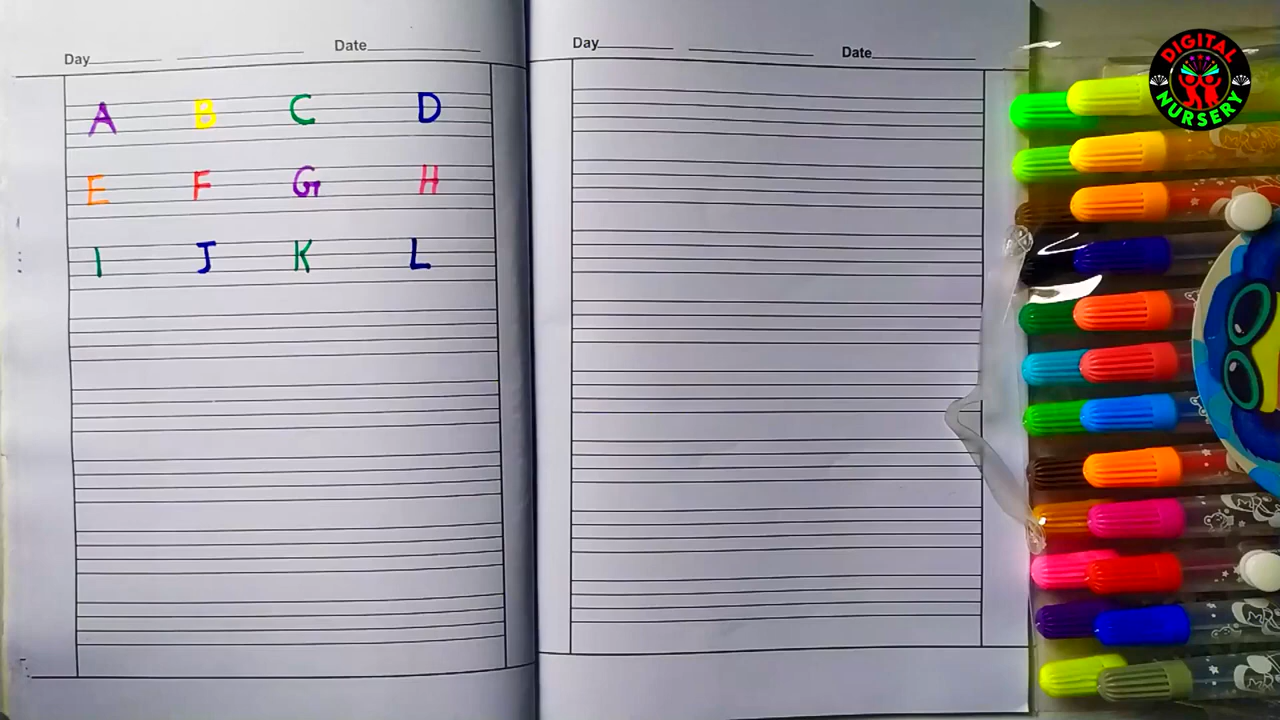 DIGITAL
NURSERY
Day Date
A B C D
E F G H
I J K L
Day Date